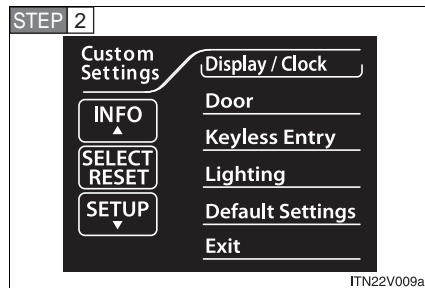 STEP 2
Custom
Settings
INFO
▲
SELECT
RESET
SETUP
▼
Display / Clock
Door
Keyless Entry
Lighting
Default Settings
Exit
ITN22V009a